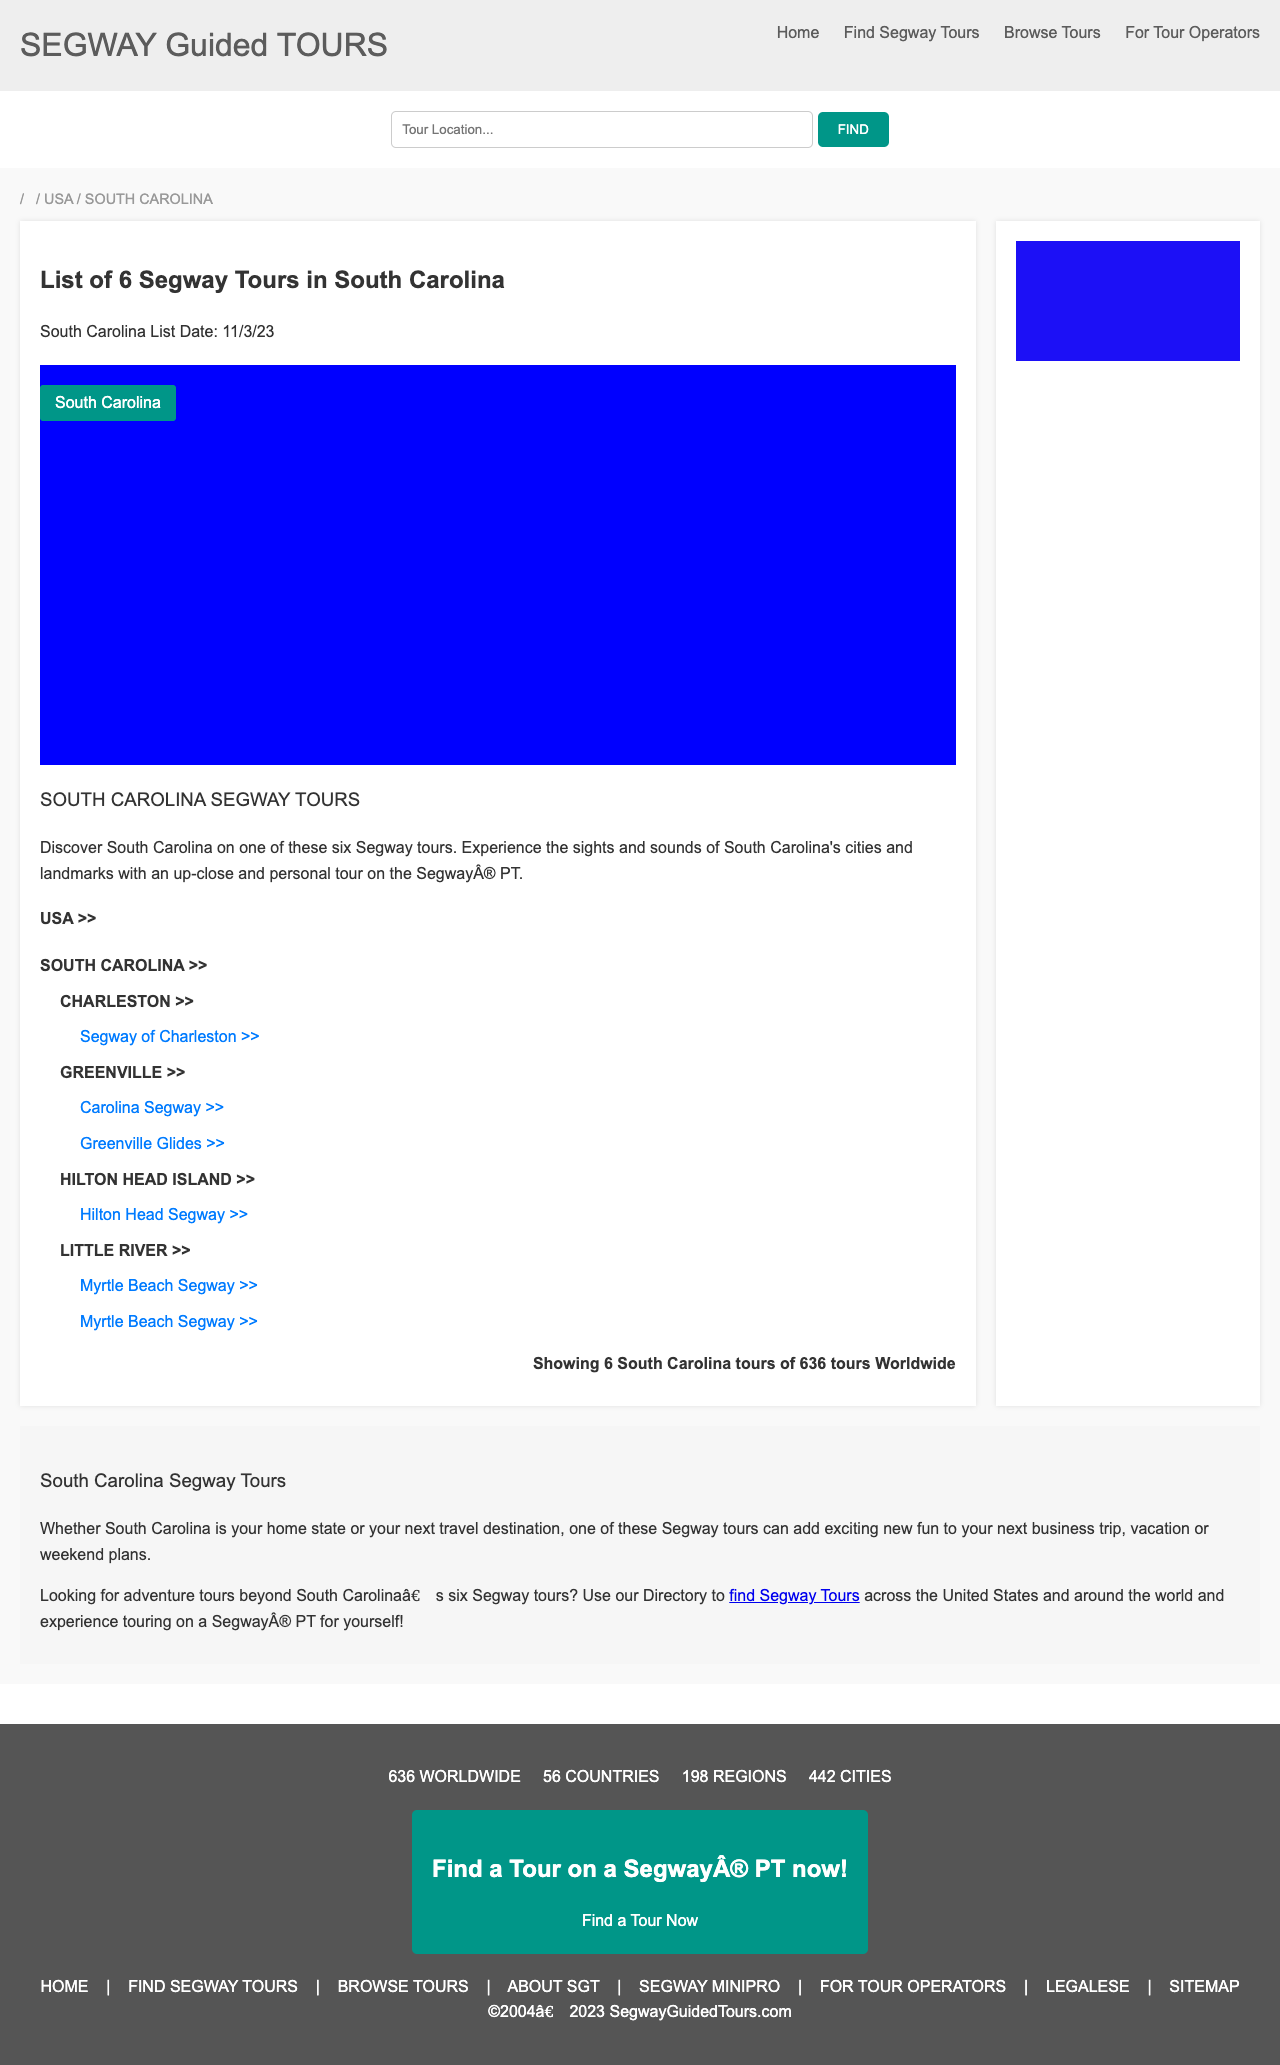 SEGWAY Guided TOURS
Home Find Segway Tours Browse Tours For Tour Operators
Tour Location... FIND
/ / USA / SOUTH CAROLINA
List of 6 Segway Tours in South Carolina
South Carolina List Date: 11/3/23
South Carolina
SOUTH CAROLINA SEGWAY TOURS
Discover South Carolina on one of these six Segway tours. Experience the sights and sounds of South Carolina's cities and
landmarks with an up-close and personal tour on the SegwayÂ® PT.
USA >>
SOUTH CAROLINA >>
CHARLESTON >>
Segway of Charleston >>
GREENVILLE >>
Carolina Segway >>
Greenville Glides >>
HILTON HEAD ISLAND >>
Hilton Head Segway >>
LITTLE RIVER >>
Myrtle Beach Segway >>
Myrtle Beach Segway >>
Showing 6 South Carolina tours of 636 tours Worldwide
South Carolina Segway Tours
Whether South Carolina is your home state or your next travel destination, one of these Segway tours can add exciting new fun to your next business trip, vacation or
weekend plans.
Looking for adventure tours beyond South Carolinaâ€ s six Segway tours? Use our Directory to find Segway Tours across the United States and around the world and
experience touring on a SegwayÂ® PT for yourself!
636 WORLDWIDE 56 COUNTRIES 198 REGIONS 442 CITIES
Find a Tour on a SegwayÂ® PT now!
Find a Tour Now
HOME | FIND SEGWAY TOURS | BROWSE TOURS | ABOUT SGT | SEGWAY MINIPRO | FOR TOUR OPERATORS | LEGALESE | SITEMAP
©2004â€ 2023 SegwayGuidedTours.com